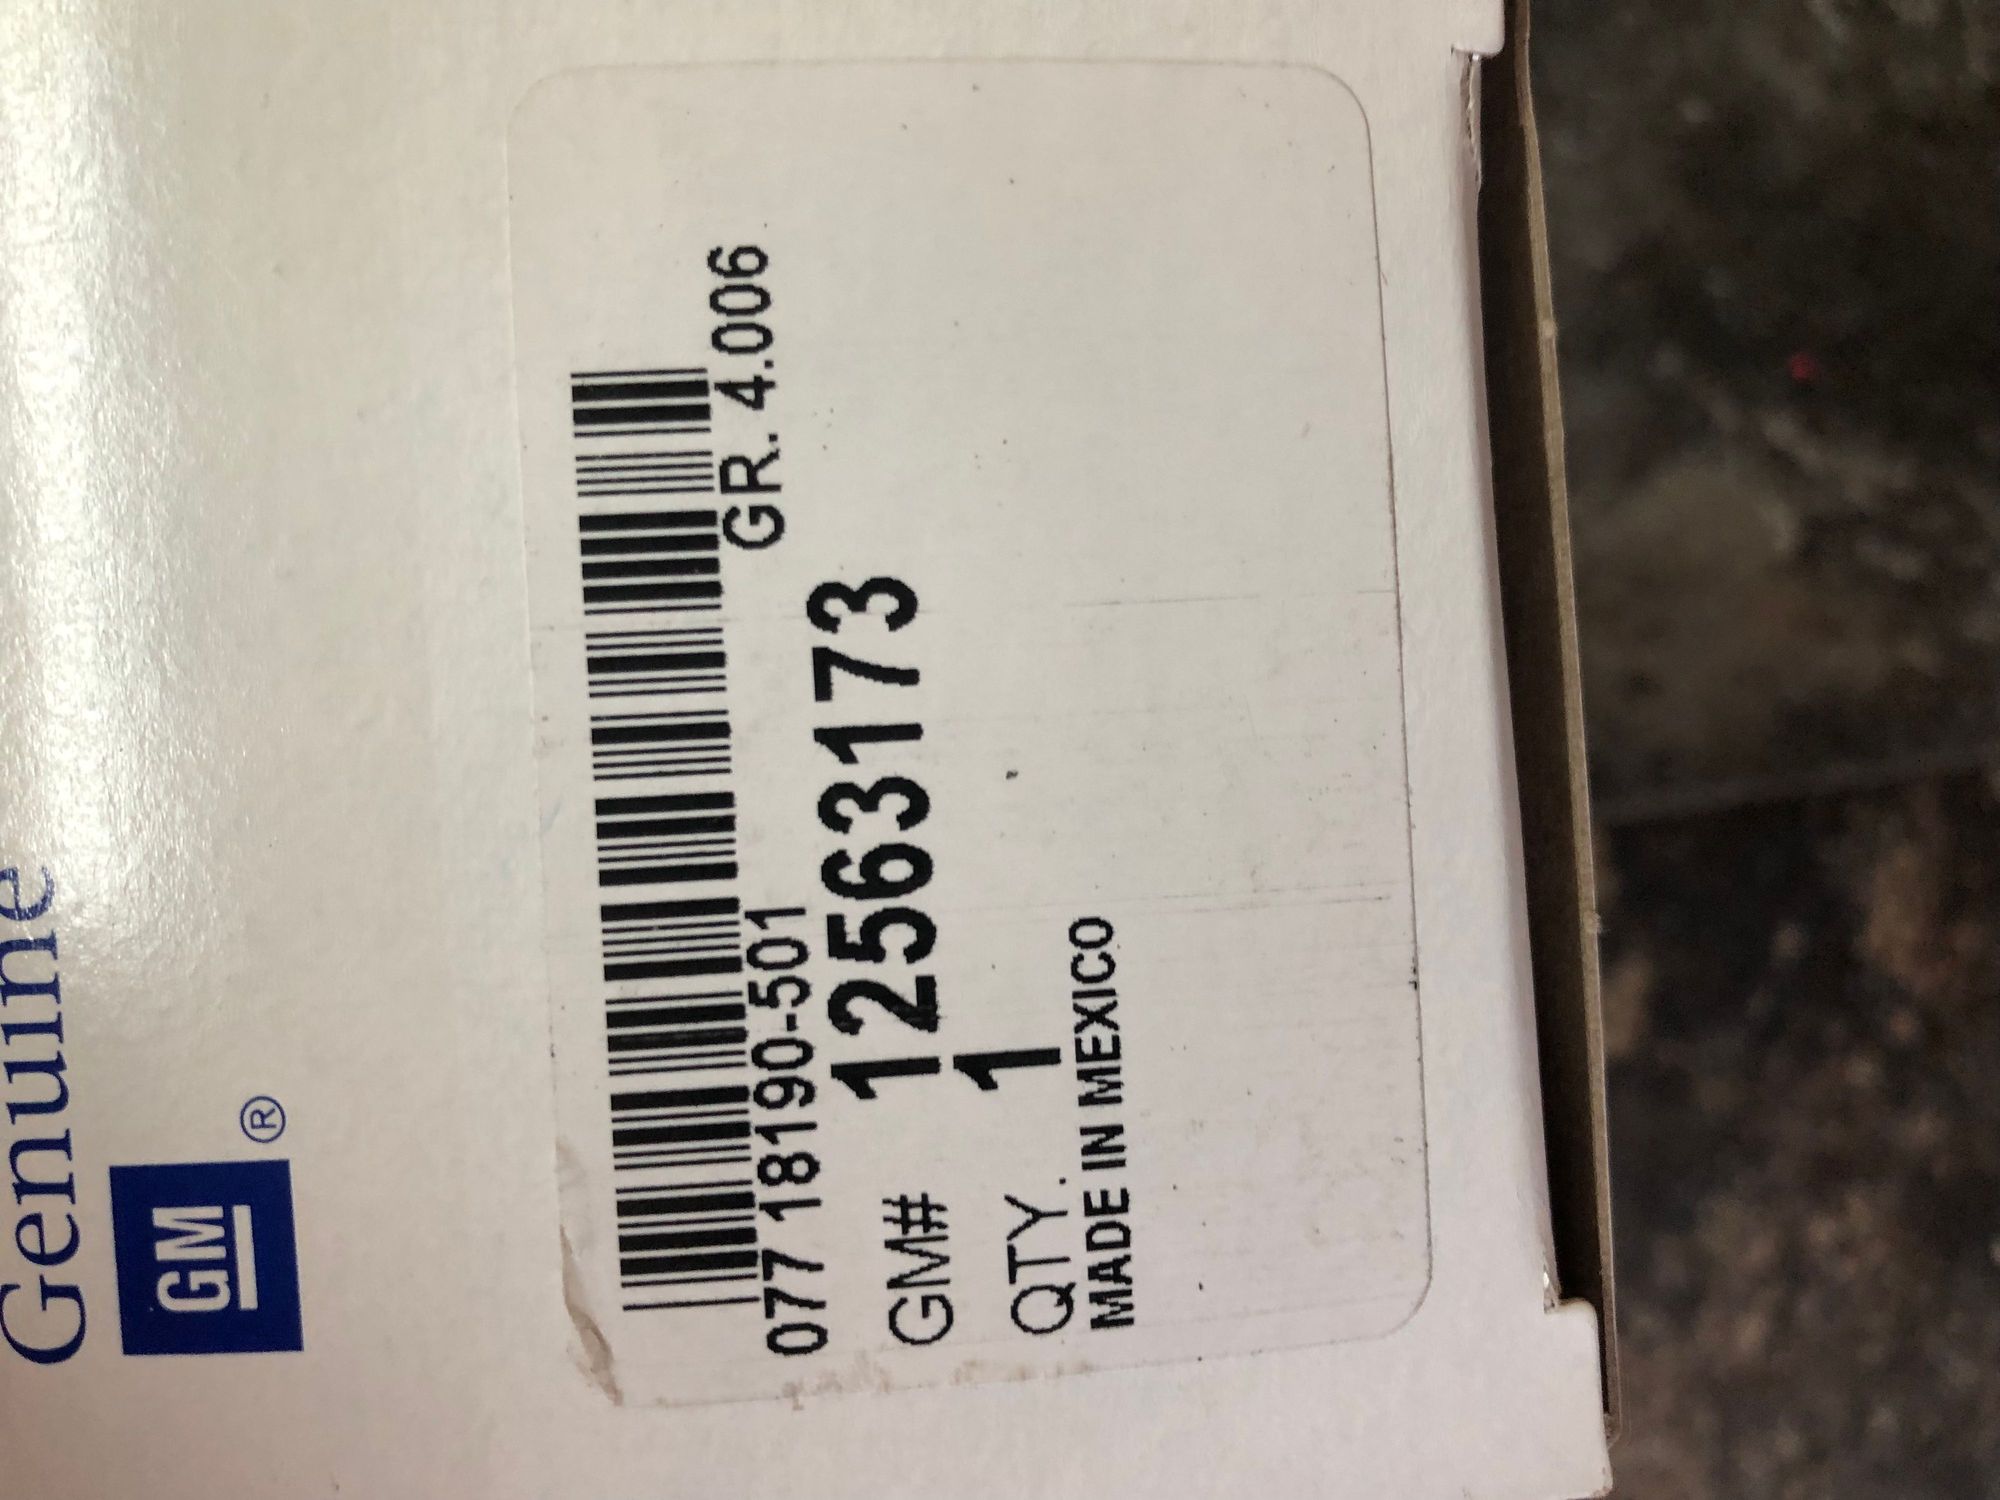 Genuine
GM ®
GR. 4.006
077 18190-501
GM# 12563173
QTY. 1
MADE IN MEXICO